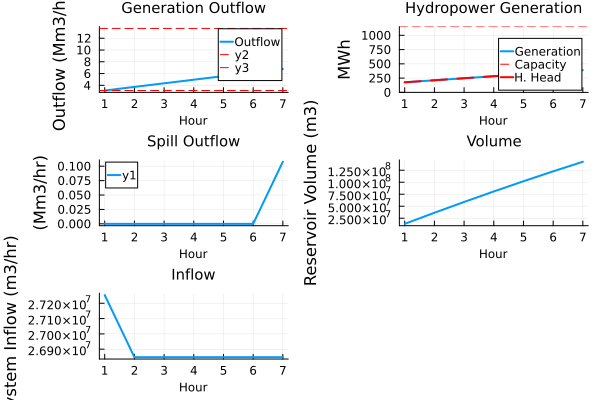 Generation Outflow
Outflow (Mm3/h
12
10
8
6
4
Outflow
y2
y3
1 2 3 4 5 6 7
Hour
Hydropower Generation
MWh
1000
750
500
250
0
Generation
Capacity
H. Head
1 2 3 4 5 6 7
Hour
Spill Outflow
(Mm3/hr)
0.100
0.075
0.050
0.025
0.000
y1
1 2 3 4 5 6 7
Hour
Volume
Reservoir Volume (m3)
1.250×10⁸
1.000×10⁸
7.500×10⁷
5.000×10⁷
2.500×10⁷
1 2 3 4 5 6 7
Hour
Inflow
ystem Inflow (m3/hr)
2.720×10⁷
2.710×10⁷
2.700×10⁷
2.690×10⁷
1 2 3 4 5 6 7
Hour